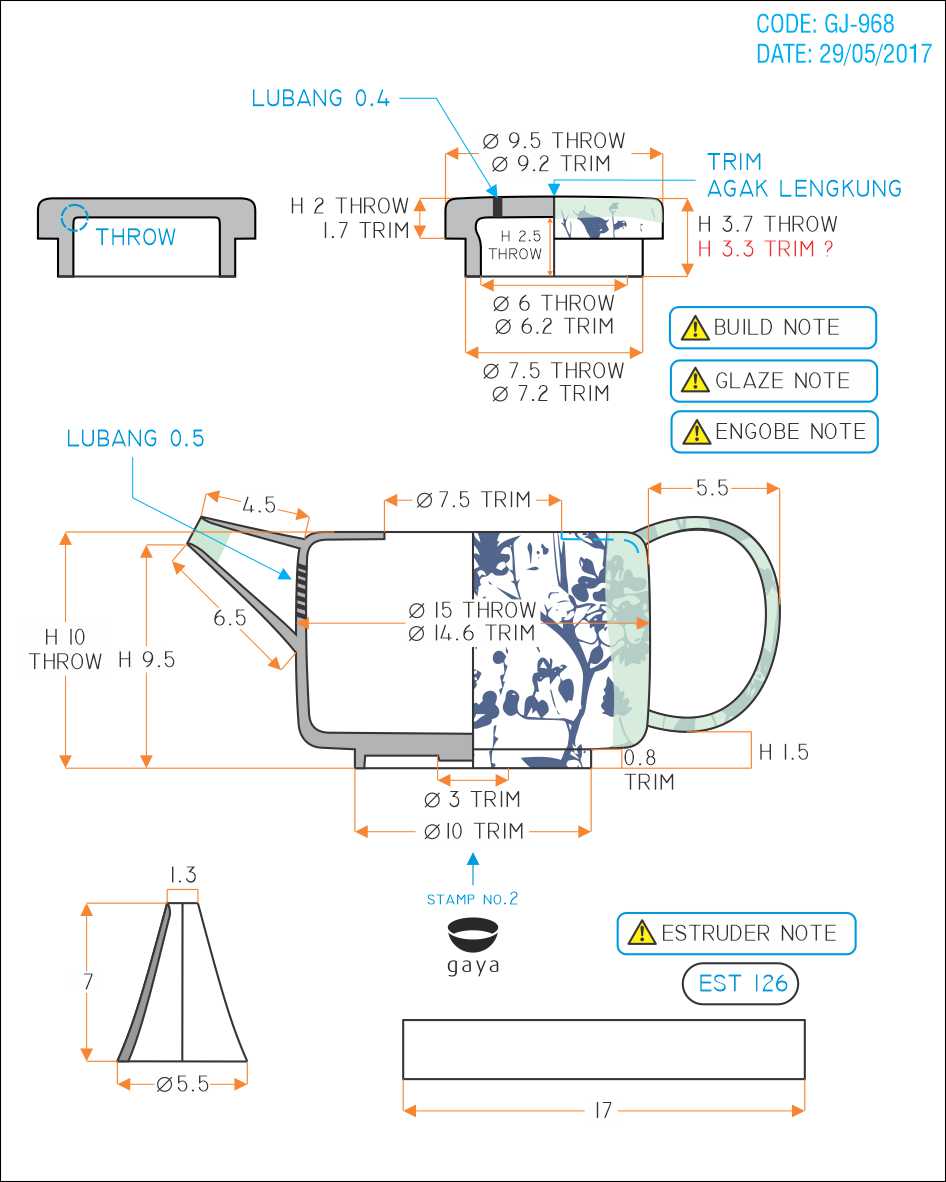 CODE: GJ-968
DATE: 29/05/2017
LUBANG 0.4
Ø 9.5 THROW
Ø 9.2 TRIM
TRIM
AGAK LENGKUNG
H 2 THROW
1.7 TRIM
THROW
H 2.5
THROW
H 3.7 THROW
H 3.3 TRIM ?
Ø 6 THROW
Ø 6.2 TRIM
BUILD NOTE
Ø 7.5 THROW
Ø 7.2 TRIM
GLAZE NOTE
ENGOBE NOTE
LUBANG 0.5
4.5
Ø 7.5 TRIM
5.5
6.5
Ø 15 THROW
Ø 14.6 TRIM
H 10
THROW
H 9.5
0.8
TRIM
H 1.5
Ø 3 TRIM
Ø 10 TRIM
1.3
STAMP NO.2
gaya
ESTRUDER NOTE
7
EST 126
Ø 5.5
17